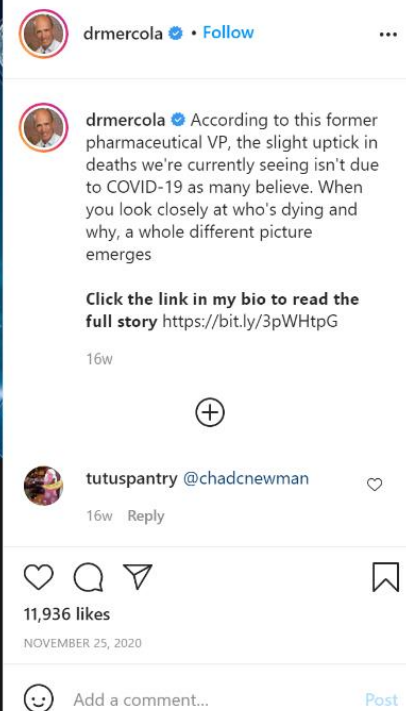 drmercola • Follow
drmercola According to this former
pharmaceutical VP, the slight uptick in
deaths we're currently seeing isn't due
to COVID-19 as many believe. When
you look closely at who's dying and
why, a whole different picture
emerges
Click the link in my bio to read the
full story https://bit.ly/3pWHtpG
16w
tutuspantry @chadcnewman
16w Reply
11,936 likes
NOVEMBER 25, 2020
Add a comment... Post